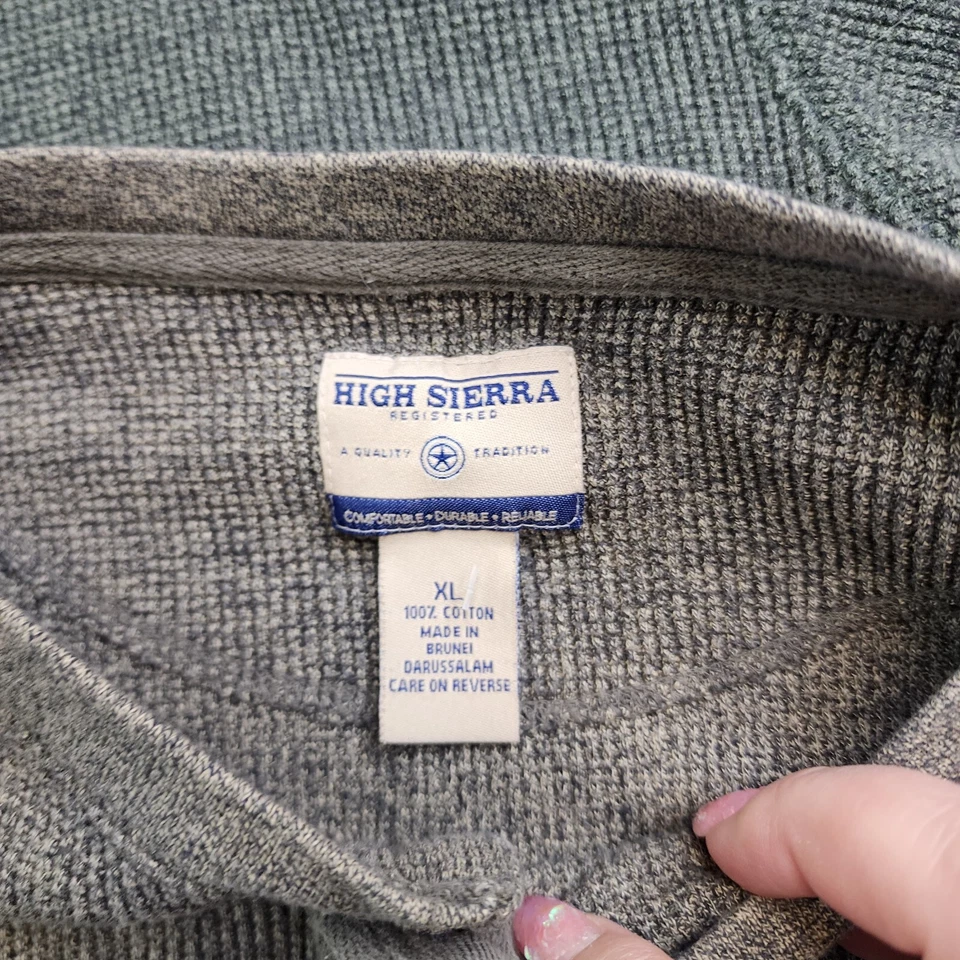 HIGH SIERRA
REGISTERED
A QUALITY TRADITION
COMFORTABLE • DURABLE • RELIABLE
XL
100% COTTON
MADE IN
BRUNEI
DARUSSALAM
CARE ON REVERSE